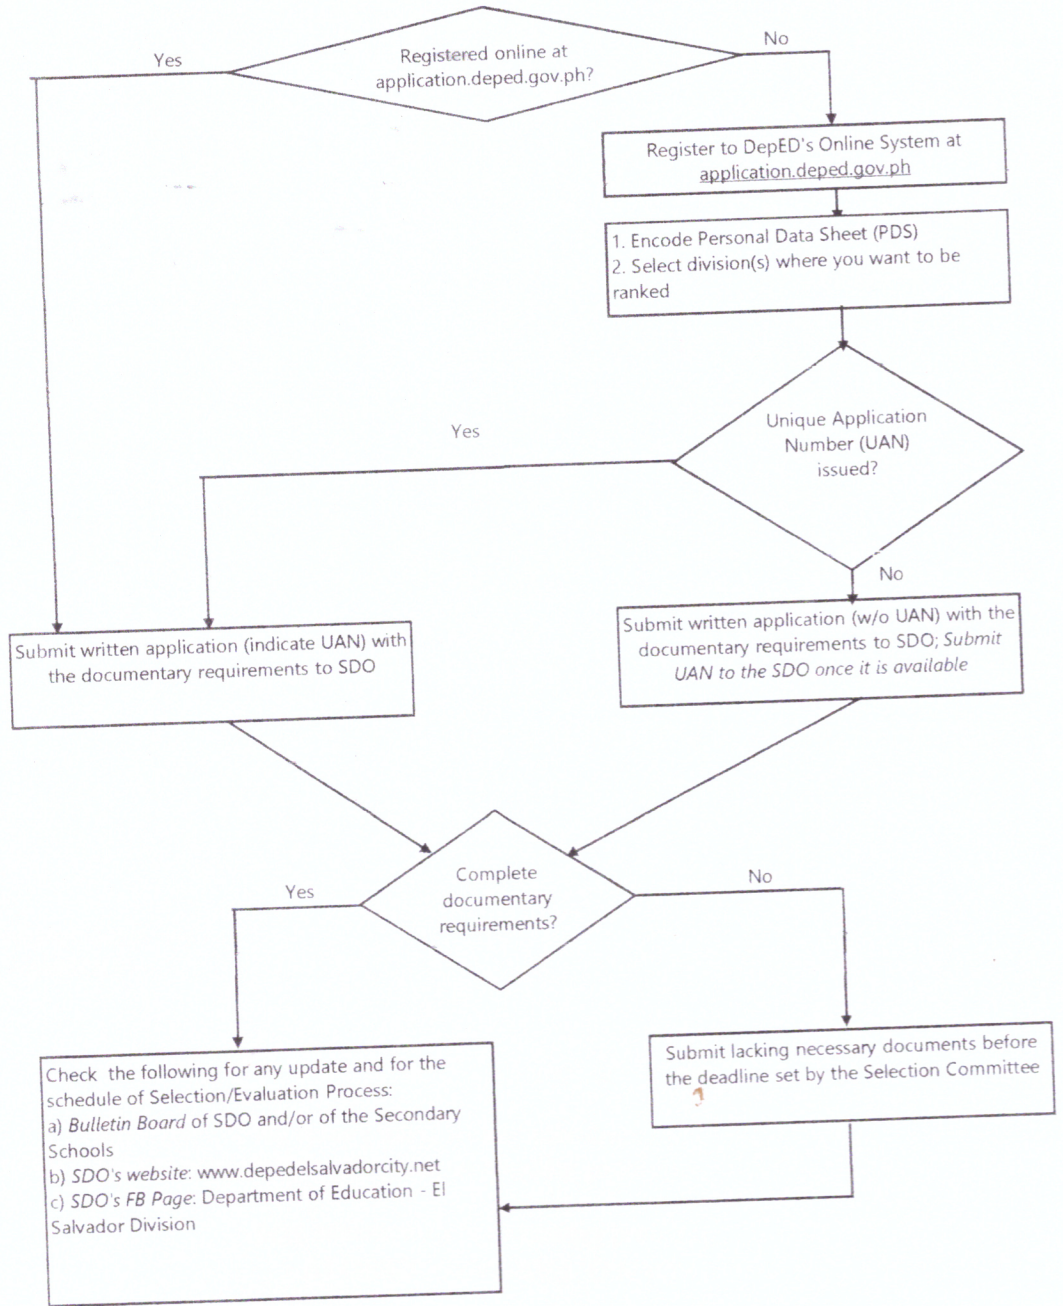 Yes
Registered online at
application.deped.gov.ph?
No
Register to DepED's Online System at
application.deped.gov.ph
1. Encode Personal Data Sheet (PDS)
2. Select division(s) where you want to be
ranked
Unique Application
Number (UAN)
issued?
Yes
No
Submit written application (indicate UAN) with
the documentary requirements to SDO
Submit written application (w/o UAN) with the
documentary requirements to SDO; Submit
UAN to the SDO once it is available
Complete
documentary
requirements?
Yes
No
Check the following for any update and for the
schedule of Selection/Evaluation Process:
a) Bulletin Board of SDO and/or of the Secondary
Schools
b) SDO's website: www.depedelsalvadorcity.net
c) SDO's FB Page: Department of Education - El
Salvador Division
Submit lacking necessary documents before
the deadline set by the Selection Committee